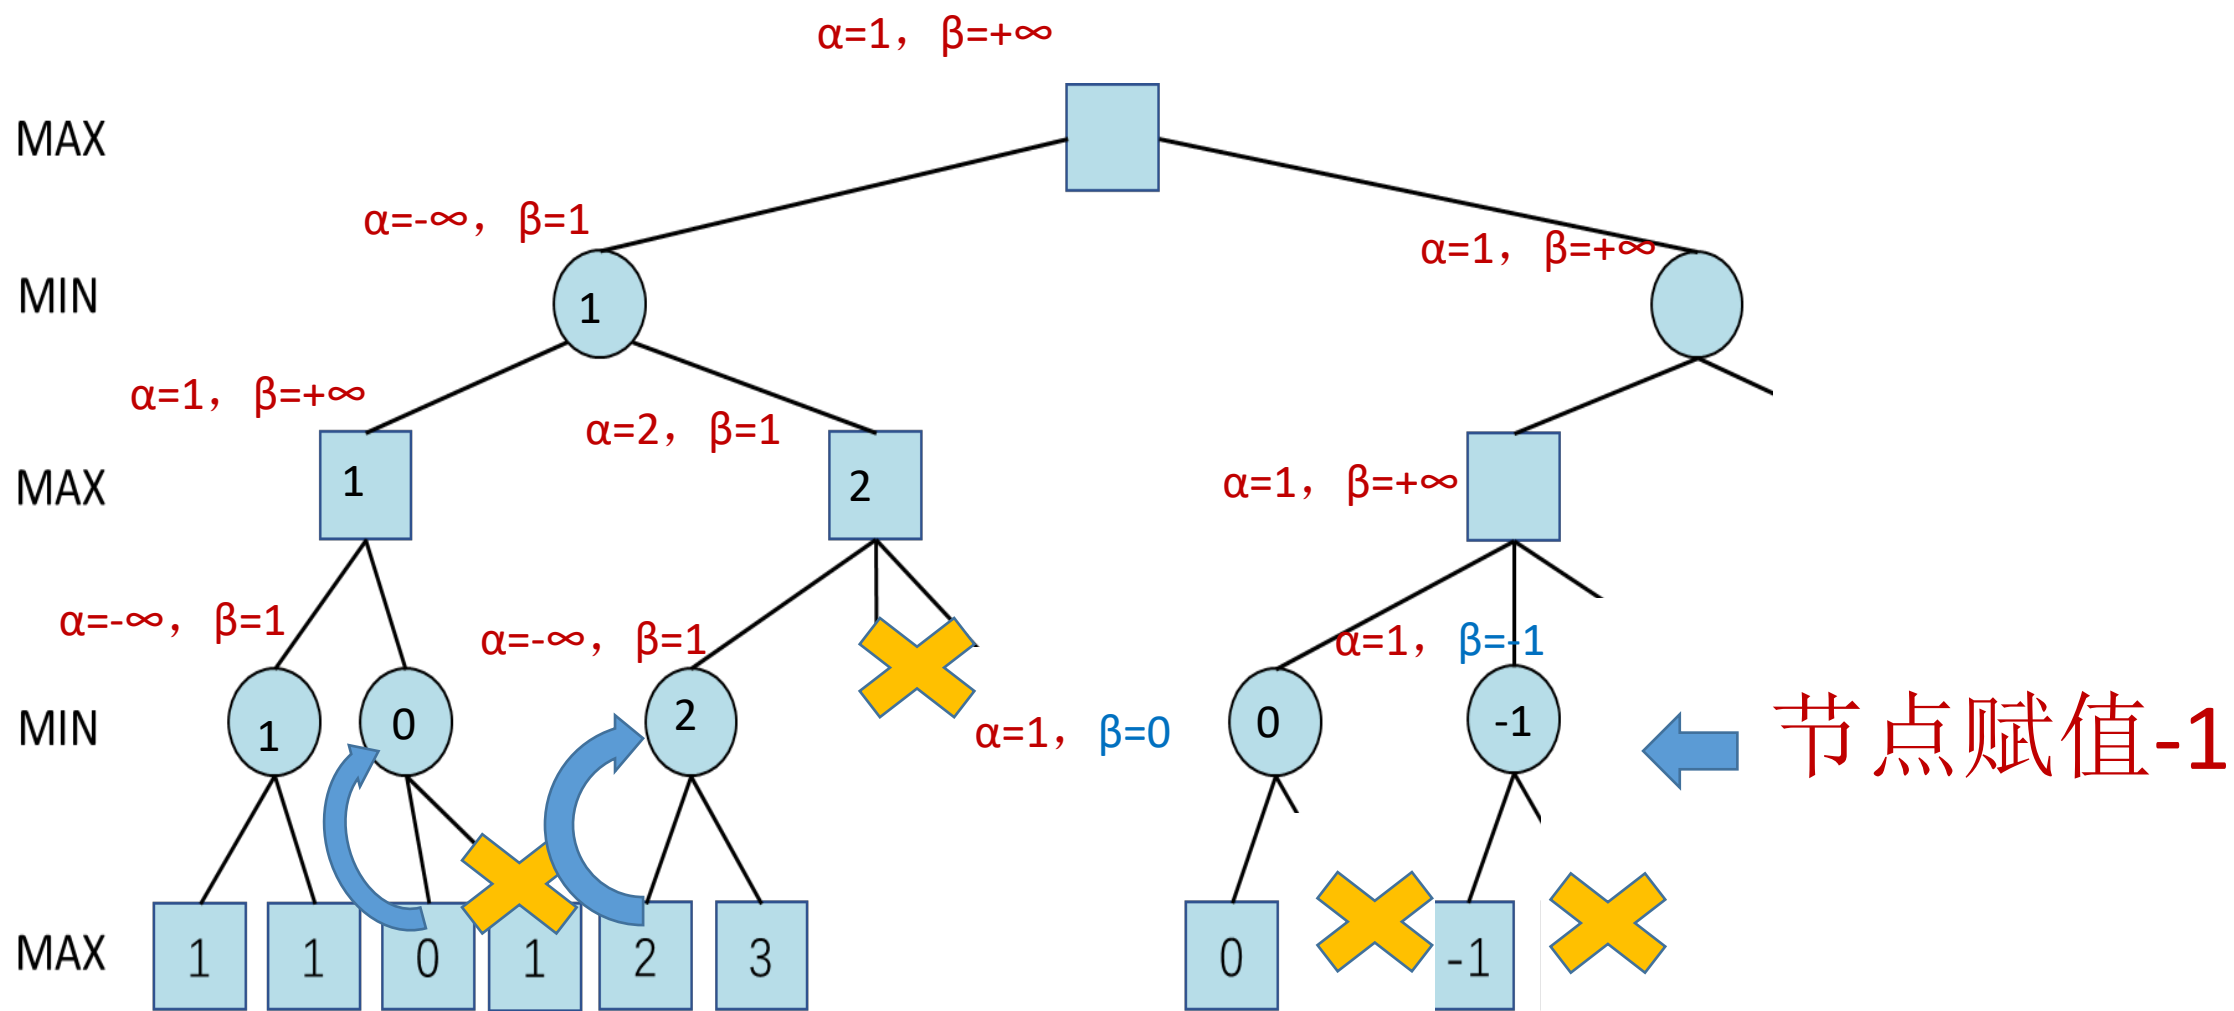 α=1，β=+∞
MAX
α=-∞，β=1
α=1，β=+∞
MIN
1
α=1，β=+∞
α=2，β=1
MAX
1
2
α=1，β=+∞
α=-∞，β=1
α=-∞，β=1
α=1，β=-1
MIN
1
0
2
α=1，β=0
0
-1
节点赋值-1
MAX
1
1
0
1
2
3
0
-1